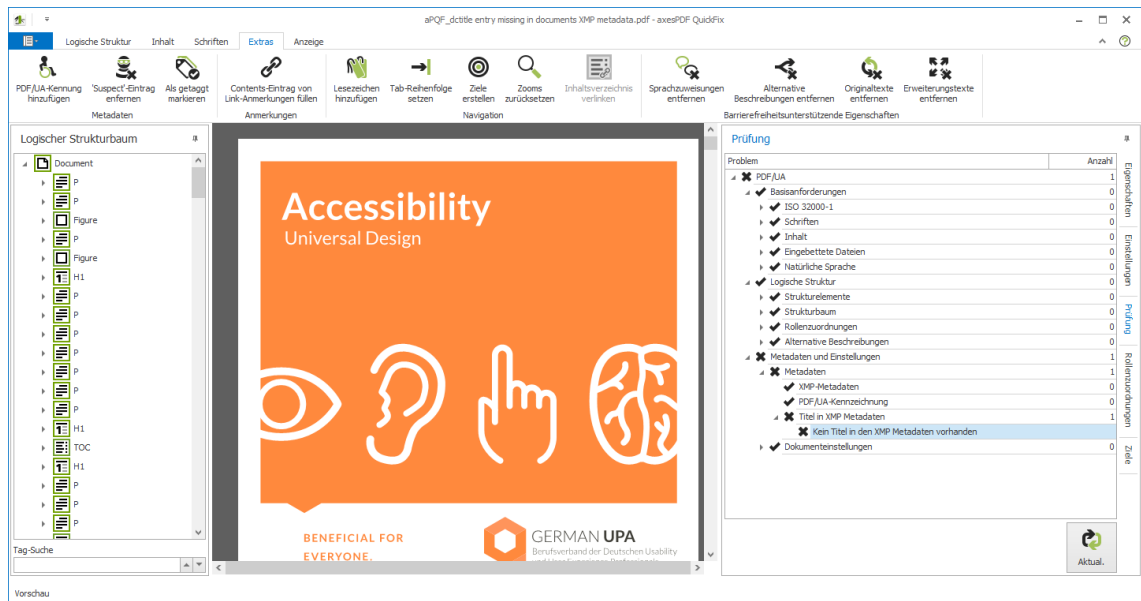 aPQF_dctitle entry missing in documents XMP metadata.pdf - axesPDF QuickFix
Logische Struktur Inhalt Schriften Extras Anzeige
PDF/UA-Kennung hinzufügen
'Suspect'-Eintrag entfernen
Als getaggt markieren
Contents-Eintrag von Link-Anmerkungen füllen
Lesezeichen hinzufügen
Tab-Reihenfolge setzen
Ziele erstellen
Zooms zurücksetzen
Inhaltsverzeichnis verlinken
Sprachzuweisungen entfernen
Alternative Beschreibungen entfernen
Originaltexte entfernen
Erweiterungstexte entfernen
Metadaten
Anmerkungen
Navigation
Barrierefreiheitsunterstützende Eigenschaften
Logischer Strukturbaum
Document
P
P
Figure
P
Figure
H1
P
P
P
P
P
P
P
H1
TOC
H1
P
P
P
Tag-Suche
Vorschau
Accessibility
Universal Design
BENEFICIAL FOR
EVERYONE.
GERMAN UPA
Berufsverband der Deutschen Usability
Prüfung
Problem Anzahl
PDF/UA 1
Basisanforderungen 0
ISO 32000-1 0
Schriften 0
Inhalt 0
Eingebettete Dateien 0
Natürliche Sprache 0
Logische Struktur 0
Strukturelemente 0
Strukturbaum 0
Rollenzuordnungen 0
Alternative Beschreibungen 0
Metadaten und Einstellungen 1
Metadaten 1
XMP-Metadaten 0
PDF/UA-Kennzeichnung 0
Titel in XMP Metadaten 1
Kein Titel in den XMP Metadaten vorhanden
Dokumenteinstellungen 0
Aktual.
Eigenschaften
Einstellungen
Prüfung
Rollenzuordnungen
Ziele